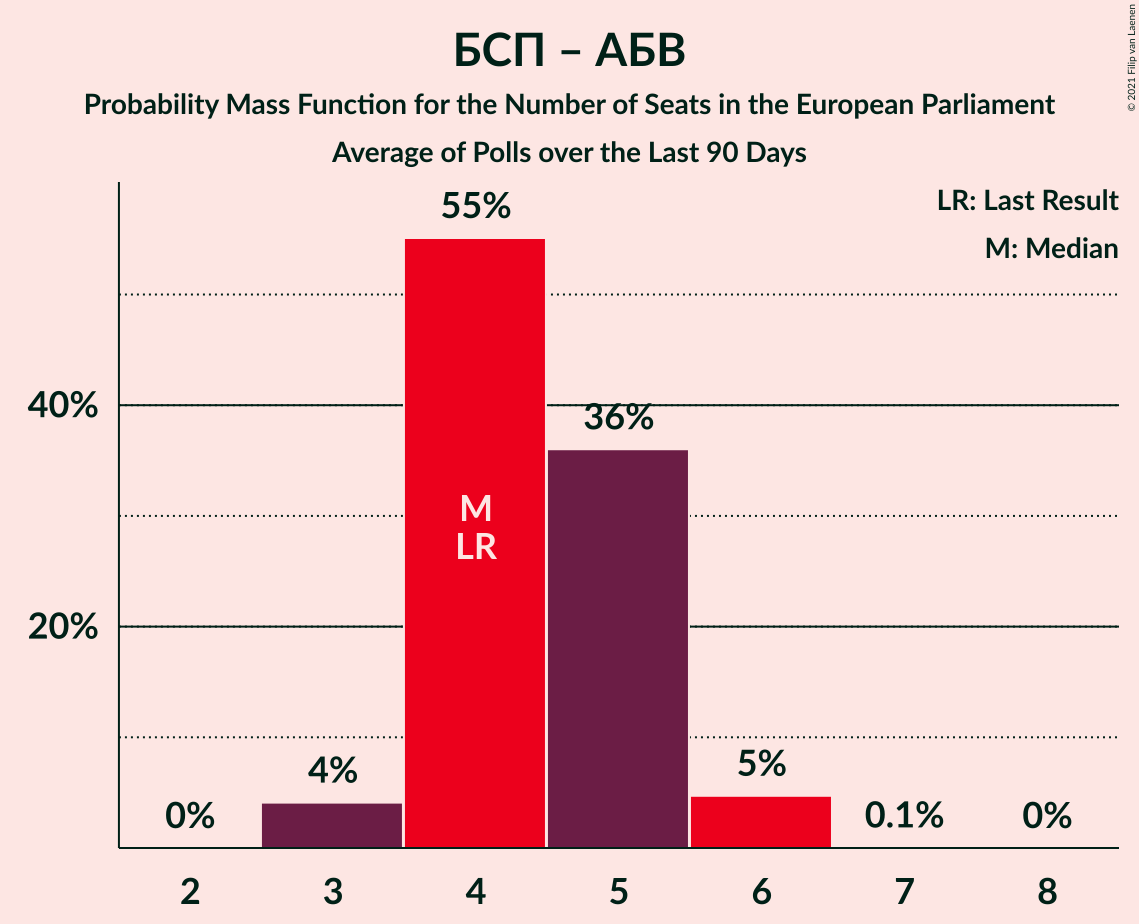 БСП – АБВ
Probability Mass Function for the Number of Seats in the European Parliament
Average of Polls over the Last 90 Days
© 2021 Filip van Laenen
LR: Last Result
M: Median
55%
40%
36%
M
LR
20%
4%
5%
0%
0.1%
0%
2 3 4 5 6 7 8